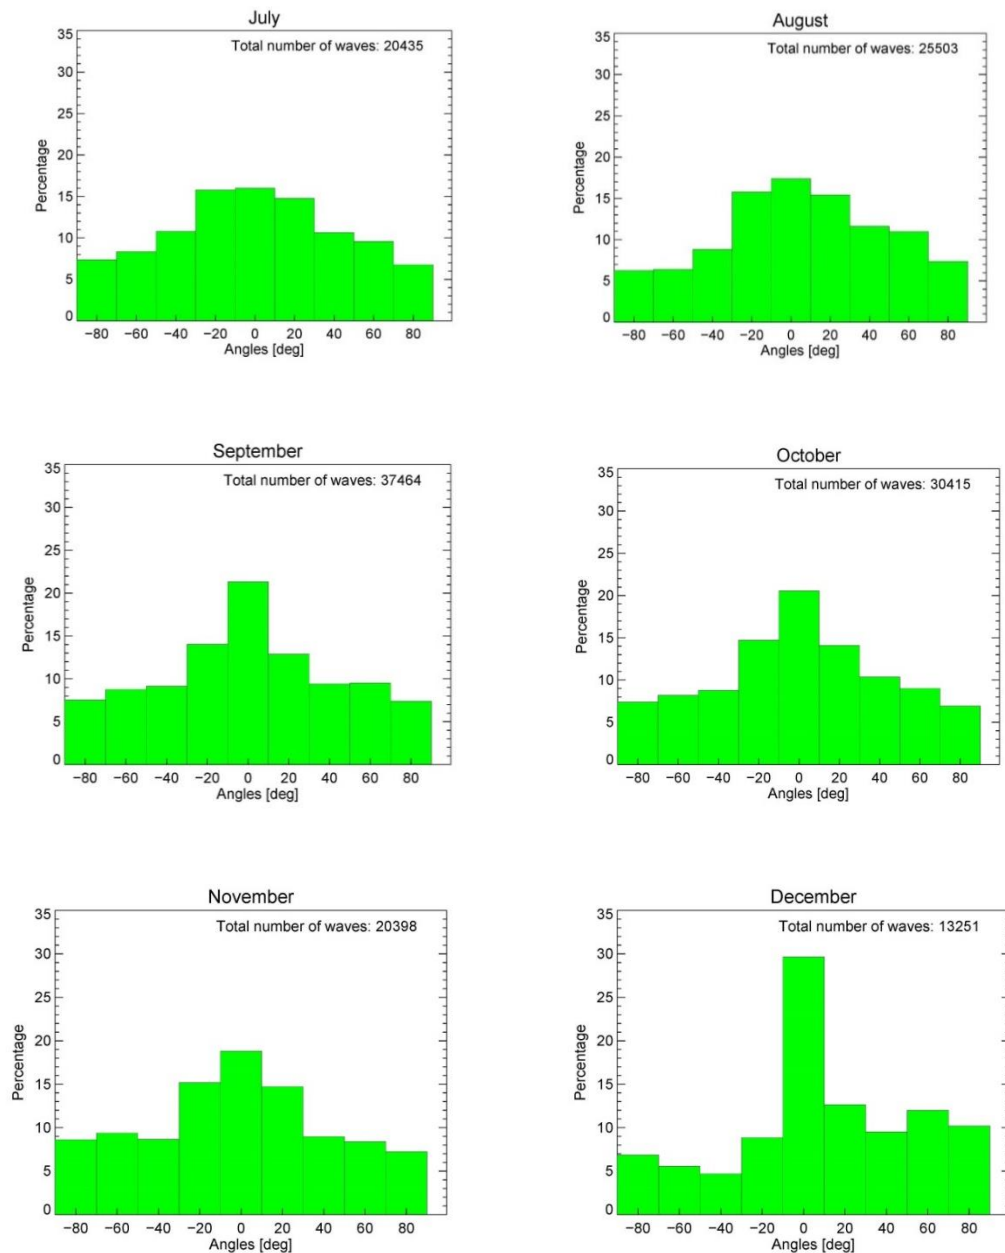 July
Total number of waves: 20435
35
30
25
20
15
10
5
0
Percentage
−80 −60 −40 −20 0 20 40 60 80
Angles [deg]
August
Total number of waves: 25503
35
30
25
20
15
10
5
0
Percentage
−80 −60 −40 −20 0 20 40 60 80
Angles [deg]
September
Total number of waves: 37464
35
30
25
20
15
10
5
0
Percentage
−80 −60 −40 −20 0 20 40 60 80
Angles [deg]
October
Total number of waves: 30415
35
30
25
20
15
10
5
0
Percentage
−80 −60 −40 −20 0 20 40 60 80
Angles [deg]
November
Total number of waves: 20398
35
30
25
20
15
10
5
0
Percentage
−80 −60 −40 −20 0 20 40 60 80
Angles [deg]
December
Total number of waves: 13251
35
30
25
20
15
10
5
0
Percentage
−80 −60 −40 −20 0 20 40 60 80
Angles [deg]